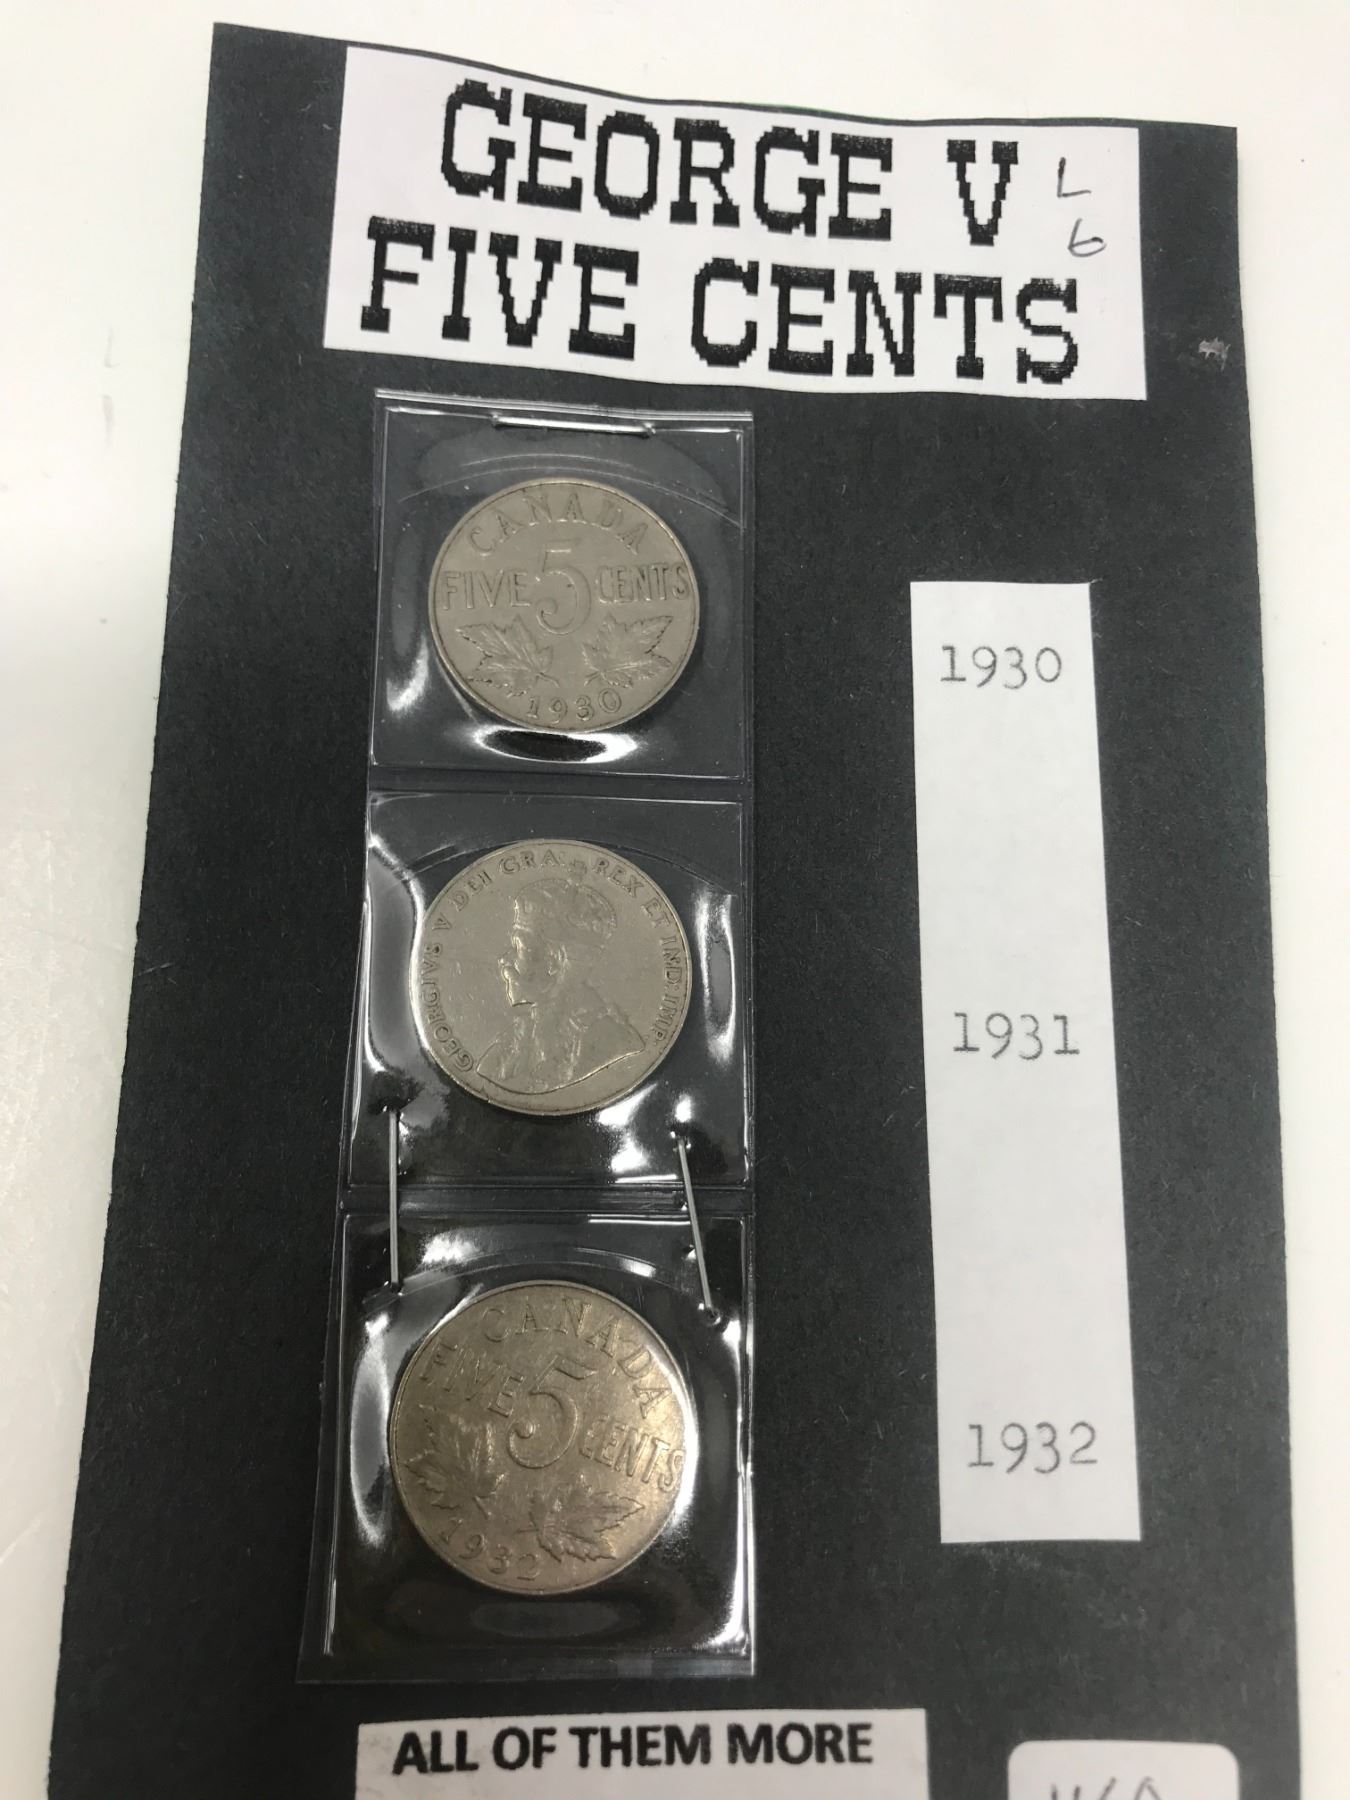 GEORGE V
L
6
FIVE CENTS
CANADA
FIVE 5 CENTS
1930
1930
GEORGIVS V DEI GRA: REX ET IND: IMP:
1931
CANADA
FIVE 5 CENTS
1932
1932
ALL OF THEM MORE